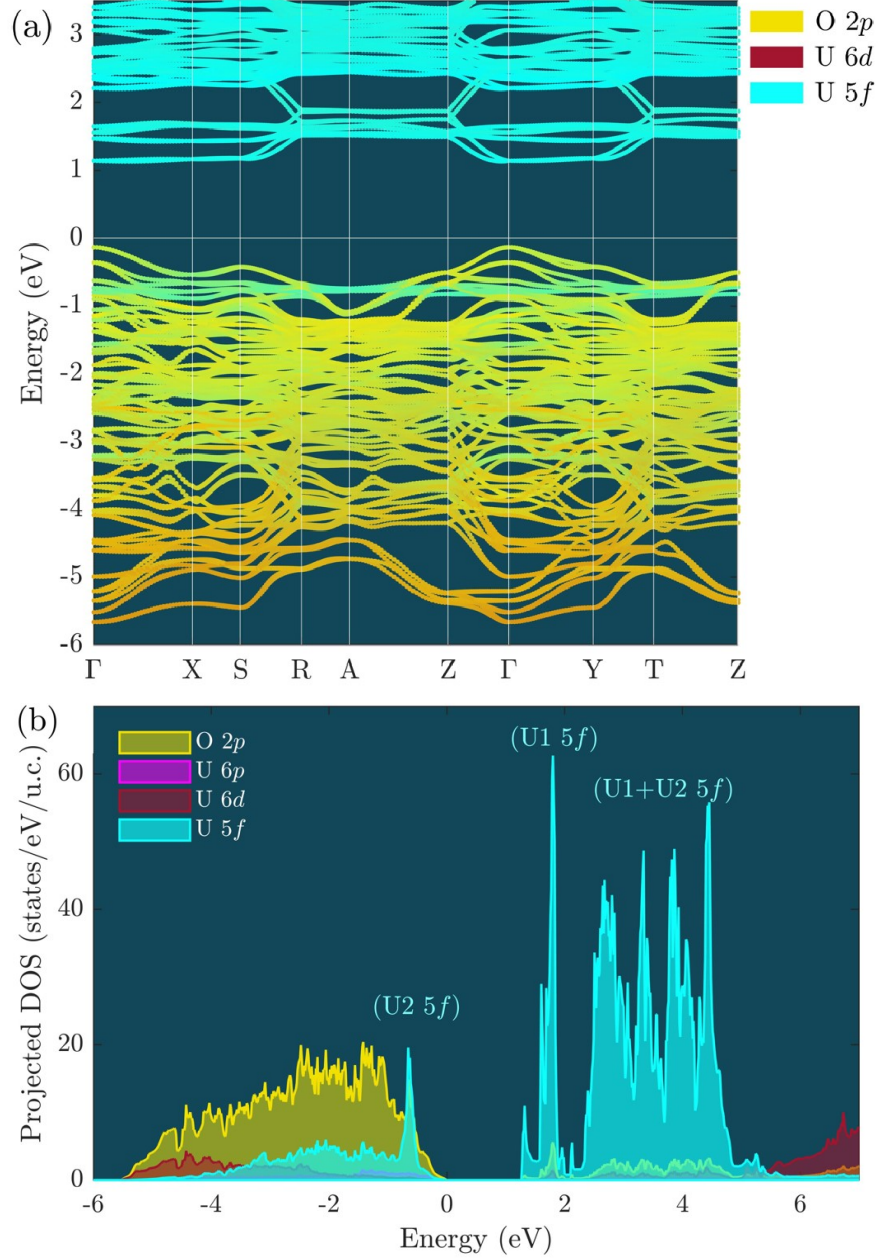 (a)
3
2
1
0
-1
-2
-3
-4
-5
-6
Energy (eV)
Γ X S R A Z Γ Y T Z
O 2p
U 6d
U 5f
(b)
O 2p
U 6p
U 6d
U 5f
(U2 5f)
(U1 5f)
(U1+U2 5f)
60
40
20
0
Projected DOS (states/eV/u.c.)
-6 -4 -2 0 2 4 6
Energy (eV)